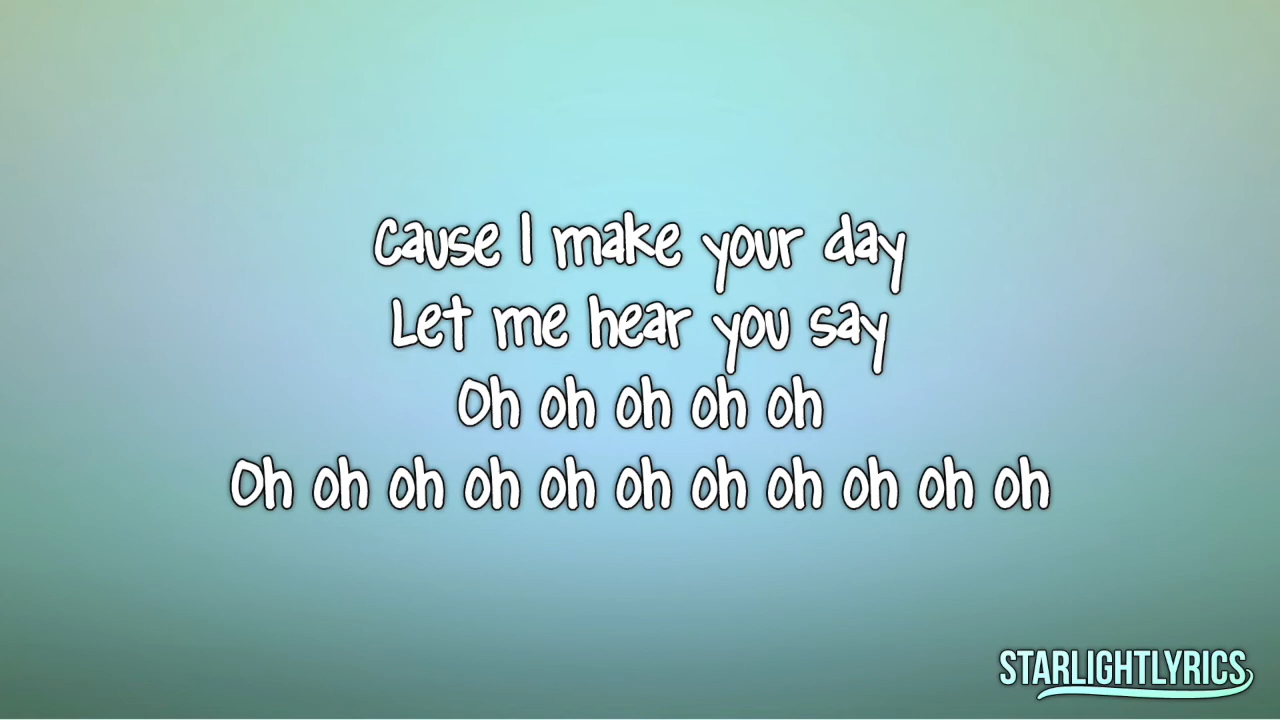 Cause I make your day
Let me hear you say
Oh oh oh oh oh
Oh oh oh oh oh oh oh oh oh oh oh
STARLIGHTLYRICS